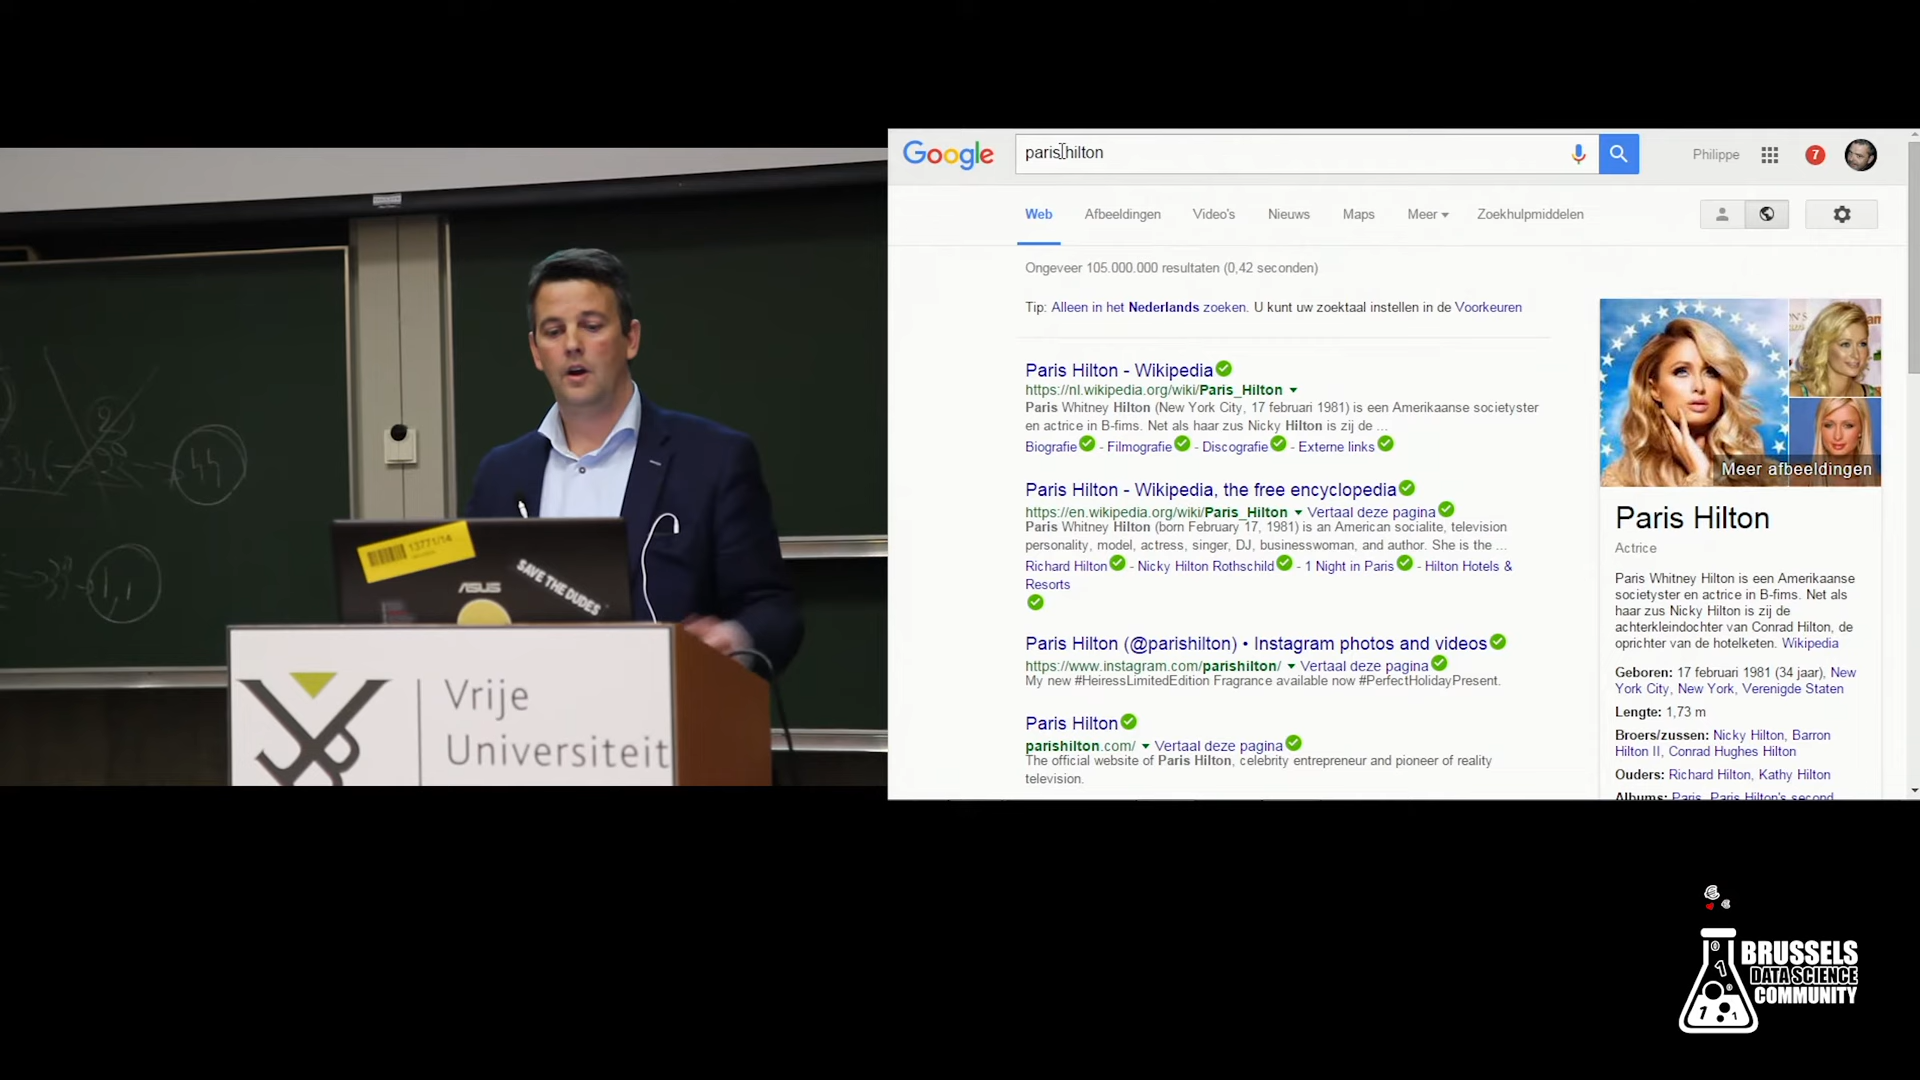 13771/14
ASUS
SAVE THE DUDES
Vrije
Universiteit
44
Google
paris hilton
Philippe
7
Web
Afbeeldingen
Video's
Nieuws
Maps
Meer
Zoekhulpmiddelen
Ongeveer 105.000.000 resultaten (0,42 seconden)
Tip: Alleen in het Nederlands zoeken. U kunt uw zoektaal instellen in de Voorkeuren
Paris Hilton - Wikipedia
https://nl.wikipedia.org/wiki/Paris_Hilton
Paris Whitney Hilton (New York City, 17 februari 1981) is een Amerikaanse societyster
en actrice in B-fims. Net als haar zus Nicky Hilton is zij de ...
Biografie - Filmografie - Discografie - Externe links
Paris Hilton - Wikipedia, the free encyclopedia
https://en.wikipedia.org/wiki/Paris_Hilton Vertaal deze pagina
Paris Whitney Hilton (born February 17, 1981) is an American socialite, television
personality, model, actress, singer, DJ, businesswoman, and author. She is the ...
Richard Hilton - Nicky Hilton Rothschild - 1 Night in Paris - Hilton Hotels &
Resorts
Paris Hilton (@parishilton) • Instagram photos and videos
https://www.instagram.com/parishilton/ Vertaal deze pagina
My new #HeiressLimitedEdition Fragrance available now #PerfectHolidayPresent.
Paris Hilton
parishilton.com/ Vertaal deze pagina
The official website of Paris Hilton, celebrity entrepreneur and pioneer of reality
television.
Meer afbeeldingen
Paris Hilton
Actrice
Paris Whitney Hilton is een Amerikaanse
societyster en actrice in B-fims. Net als
haar zus Nicky Hilton is zij de
achterkleindochter van Conrad Hilton, de
oprichter van de hotelketen. Wikipedia
Geboren: 17 februari 1981 (34 jaar), New
York City, New York, Verenigde Staten
Lengte: 1,73 m
Broers/zussen: Nicky Hilton, Barron
Hilton II, Conrad Hughes Hilton
Ouders: Richard Hilton, Kathy Hilton
Albums: Paris, Paris Hilton's second
BRUSSELS
DATA SCIENCE
COMMUNITY